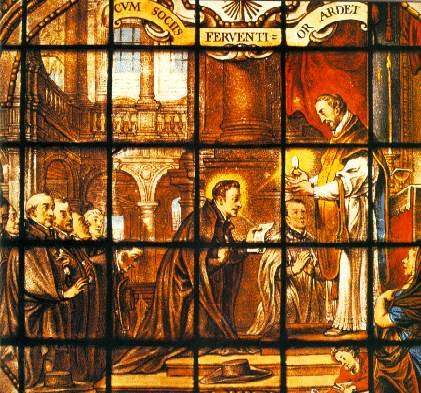 CVM SOCIIS FERVENTI=OR ARDET